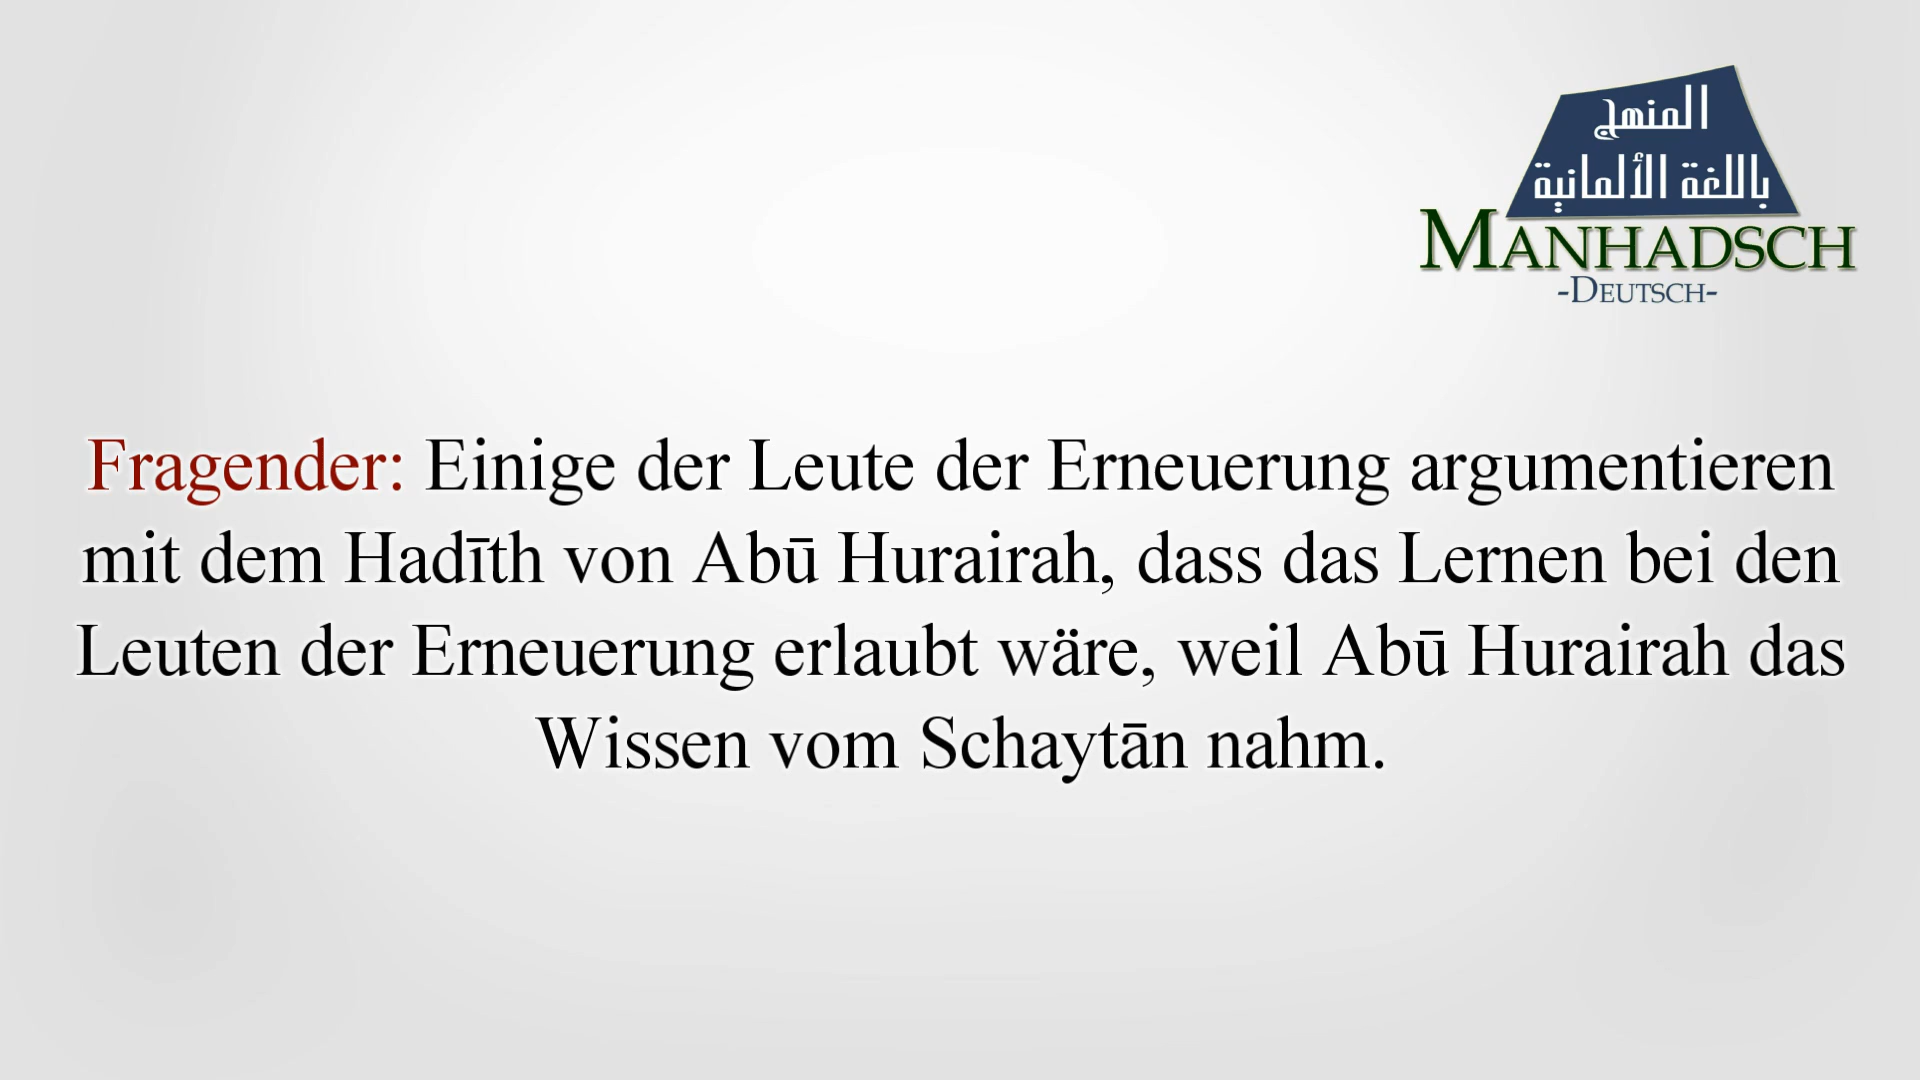 المنهج
باللغة الألمانية
MANHADSCH
-DEUTSCH-
Fragender: Einige der Leute der Erneuerung argumentieren
mit dem Hadīth von Abū Hurairah, dass das Lernen bei den
Leuten der Erneuerung erlaubt wäre, weil Abū Hurairah das
Wissen vom Schaytān nahm.